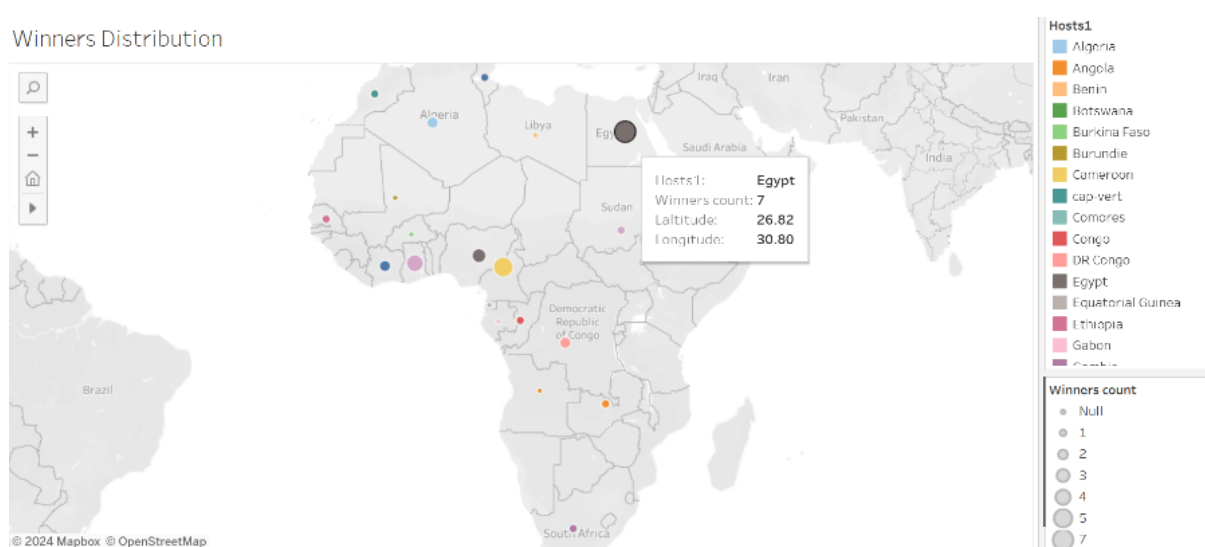 Winners Distribution
Algeria
Libya
Egy
Iraq
Iran
Pakistan
Saudi Arabia
India
Sudan
Hosts1: Egypt
Winners count: 7
Laltitude: 26.82
Longitude: 30.80
Democratic
Republic
of Congo
Brazil
South Africa
© 2024 Mapbox © OpenStreetMap
Hosts1
Algeria
Angola
Benin
Botswana
Burkina Faso
Burundie
Cameroon
cap-vert
Comores
Congo
DR Congo
Egypt
Equatorial Guinea
Ethiopia
Gabon
Winners count
Null
1
2
3
4
5
7